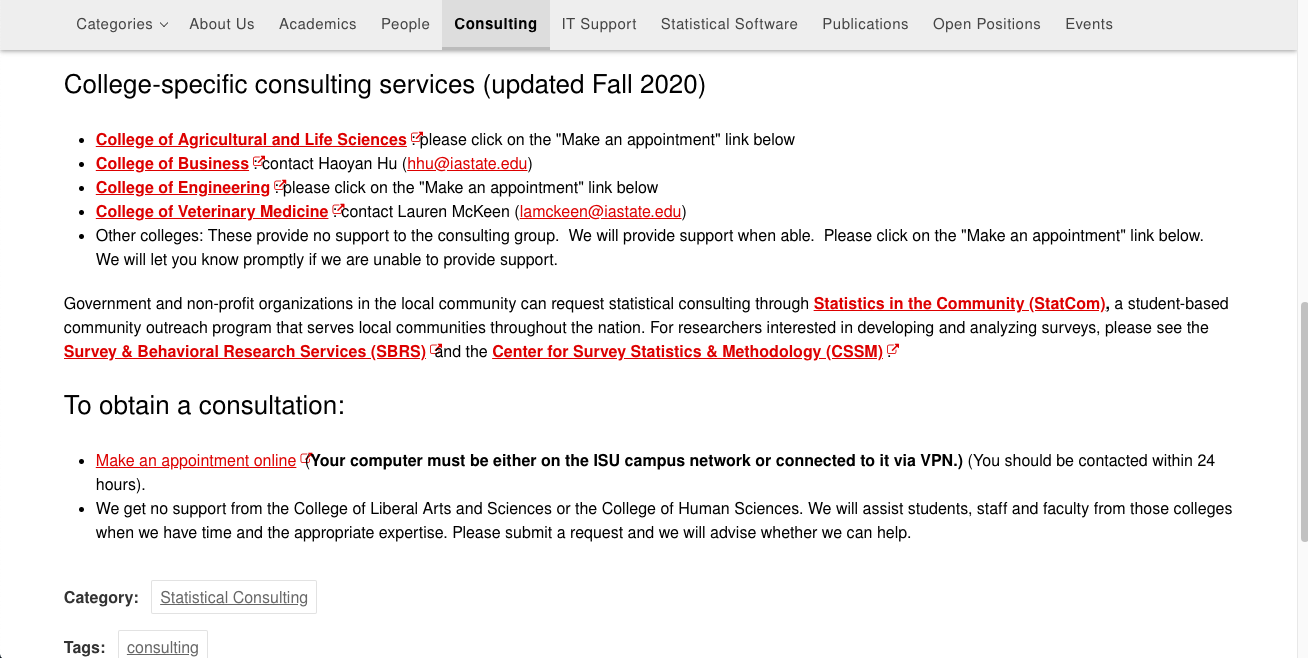 Categories About Us Academics People Consulting IT Support Statistical Software Publications Open Positions Events
College-specific consulting services (updated Fall 2020)
College of Agricultural and Life Sciences please click on the "Make an appointment" link below
College of Business contact Haoyan Hu (hhu@iastate.edu)
College of Engineering please click on the "Make an appointment" link below
College of Veterinary Medicine contact Lauren McKeen (lamckeen@iastate.edu)
Other colleges: These provide no support to the consulting group. We will provide support when able. Please click on the "Make an appointment" link below.
We will let you know promptly if we are unable to provide support.
Government and non-profit organizations in the local community can request statistical consulting through Statistics in the Community (StatCom), a student-based
community outreach program that serves local communities throughout the nation. For researchers interested in developing and analyzing surveys, please see the
Survey & Behavioral Research Services (SBRS) and the Center for Survey Statistics & Methodology (CSSM).
To obtain a consultation:
Make an appointment online (Your computer must be either on the ISU campus network or connected to it via VPN.) (You should be contacted within 24
hours).
We get no support from the College of Liberal Arts and Sciences or the College of Human Sciences. We will assist students, staff and faculty from those colleges
when we have time and the appropriate expertise. Please submit a request and we will advise whether we can help.
Category: Statistical Consulting
Tags: consulting